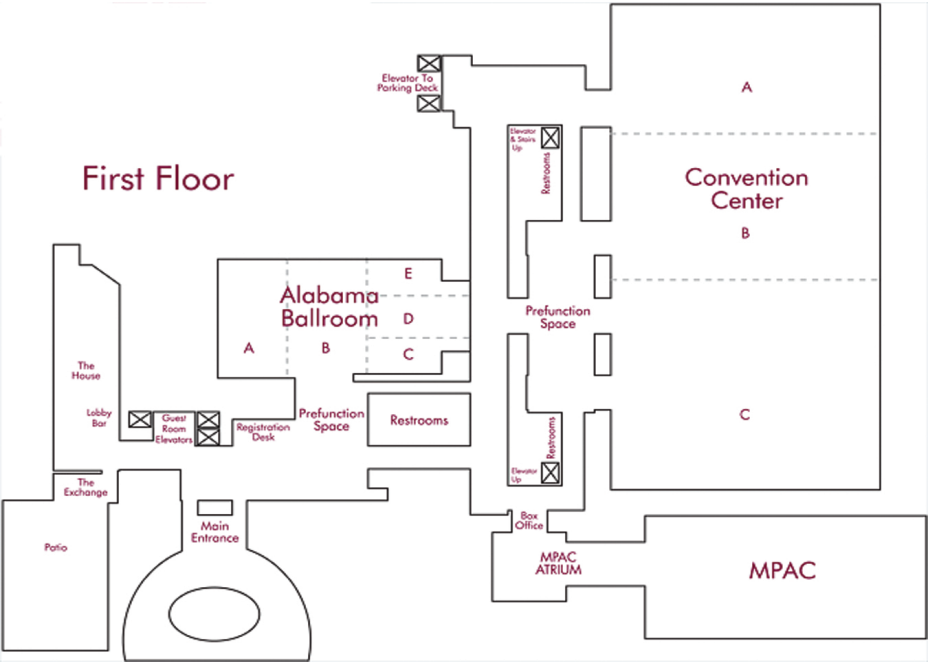 Elevator To
Parking Deck
A
Elevator
& Stairs
Up
Restrooms
First Floor
Convention
Center
B
E
Alabama
Ballroom
D
A
B
C
Prefunction
Space
The
House
Lobby
Bar
Guest
Room
Elevators
Registration
Desk
Prefunction
Space
Restrooms
Restrooms
C
Elevator
Up
The
Exchange
Main
Entrance
Box
Office
Patio
MPAC
ATRIUM
MPAC